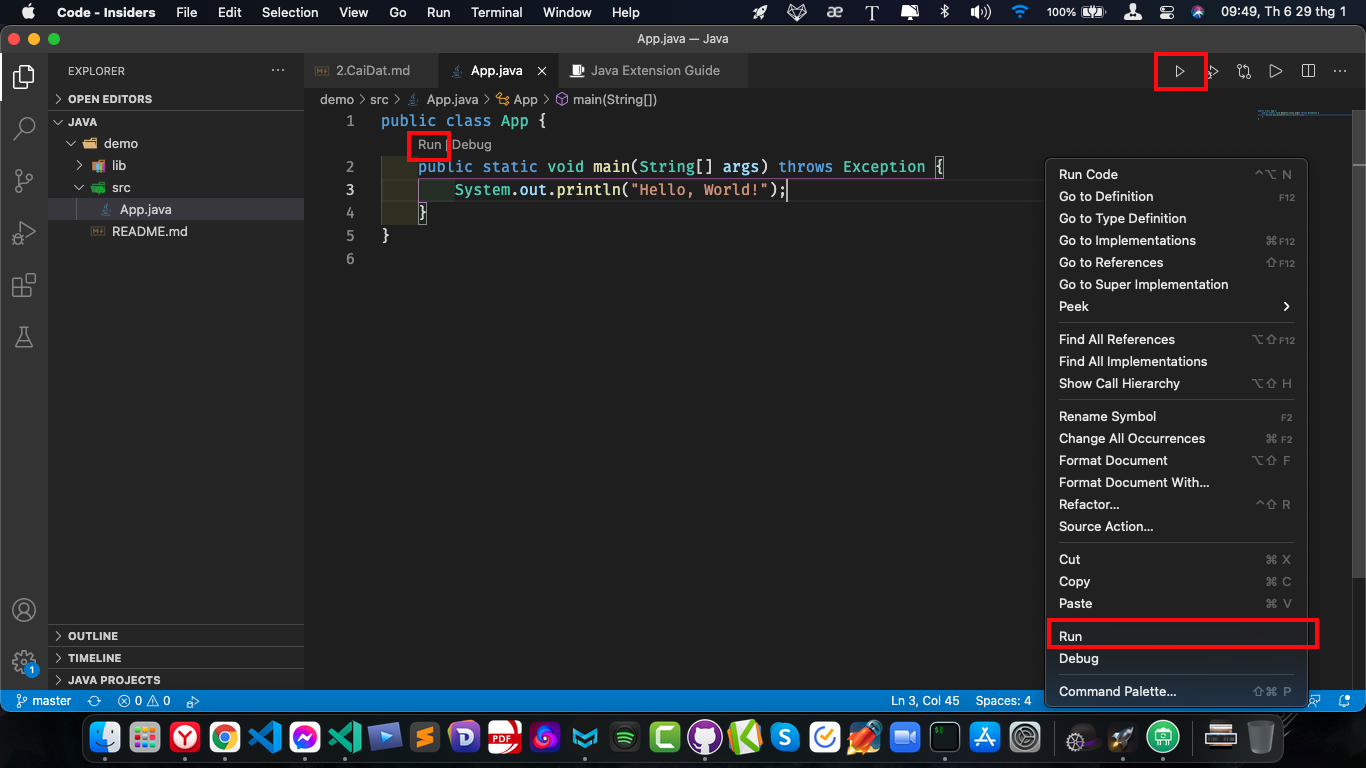 Code - Insiders File Edit Selection View Go Run Terminal Window Help 100% 09:49, Th 6 29 thg 1
App.java — Java
EXPLORER
2.CaiDat.md App.java Java Extension Guide
OPEN EDITORS
JAVA
demo
lib
src
App.java
README.md
demo > src > App.java > App > main(String[])
1 public class App {
Run | Debug
2 public static void main(String[] args) throws Exception {
3 System.out.println("Hello, World!");
4 }
5 }
6
Run Code ^⌥ N
Go to Definition F12
Go to Type Definition
Go to Implementations ⌘F12
Go to References ⇧F12
Go to Super Implementation
Peek
Find All References ⌥⇧F12
Find All Implementations
Show Call Hierarchy ⌥⇧ H
Rename Symbol F2
Change All Occurrences ⌘F2
Format Document ⌥⇧ F
Format Document With...
Refactor... ^⇧ R
Source Action...
Cut ⌘ X
Copy ⌘ C
Paste ⌘ V
Run
Debug
Command Palette... ⇧⌘ P
OUTLINE
TIMELINE
JAVA PROJECTS
1
master 0 0 Ln 3, Col 45 Spaces: 4
PDF